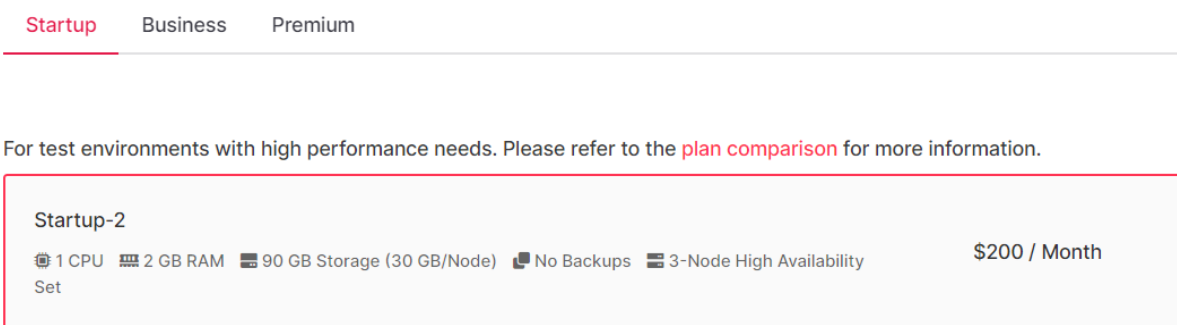 Startup Business Premium
For test environments with high performance needs. Please refer to the plan comparison for more information.
Startup-2
1 CPU 2 GB RAM 90 GB Storage (30 GB/Node) No Backups 3-Node High Availability
Set
$200 / Month